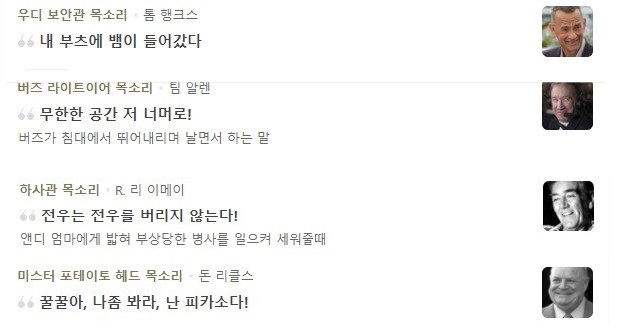 우디 보안관 목소리 • 톰 행크스
내 부츠에 뱀이 들어갔다
버즈 라이트이어 목소리 • 팀 알렌
무한한 공간 저 너머로!
버즈가 침대에서 뛰어내리며 날면서 하는 말
하사관 목소리 • R. 리 이메이
전우는 전우를 버리지 않는다!
앤디 엄마에게 밟혀 부상당한 병사를 일으켜 세워줄때
미스터 포테이토 헤드 목소리 • 돈 리클스
꿀꿀아, 나좀 봐라, 난 피카소다!